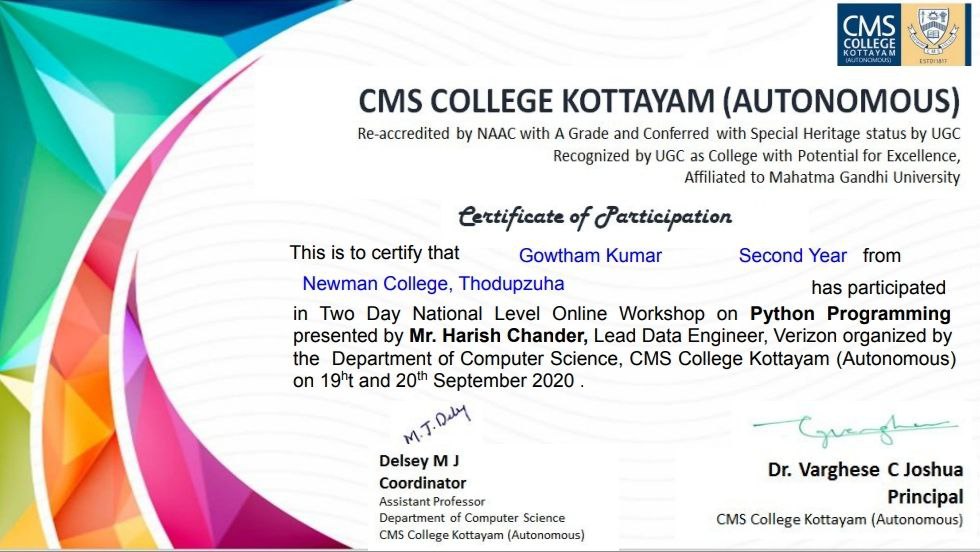 CMS
COLLEGE
KOTTAYAM
(AUTONOMOUS)
ESTD 1817
CMS COLLEGE KOTTAYAM (AUTONOMOUS)
Re-accredited by NAAC with A Grade and Conferred with Special Heritage status by UGC
Recognized by UGC as College with Potential for Excellence,
Affiliated to Mahatma Gandhi University
Certificate of Participation
This is to certify that Gowtham Kumar Second Year from
Newman College, Thodupzuha has participated
in Two Day National Level Online Workshop on Python Programming
presented by Mr. Harish Chander, Lead Data Engineer, Verizon organized by
the Department of Computer Science, CMS College Kottayam (Autonomous)
on 19ht and 20th September 2020 .
M.J. Delsy
Delsey M J
Coordinator
Assistant Professor
Department of Computer Science
CMS College Kottayam (Autonomous)
Dr. Varghese C Joshua
Principal
CMS College Kottayam (Autonomous)